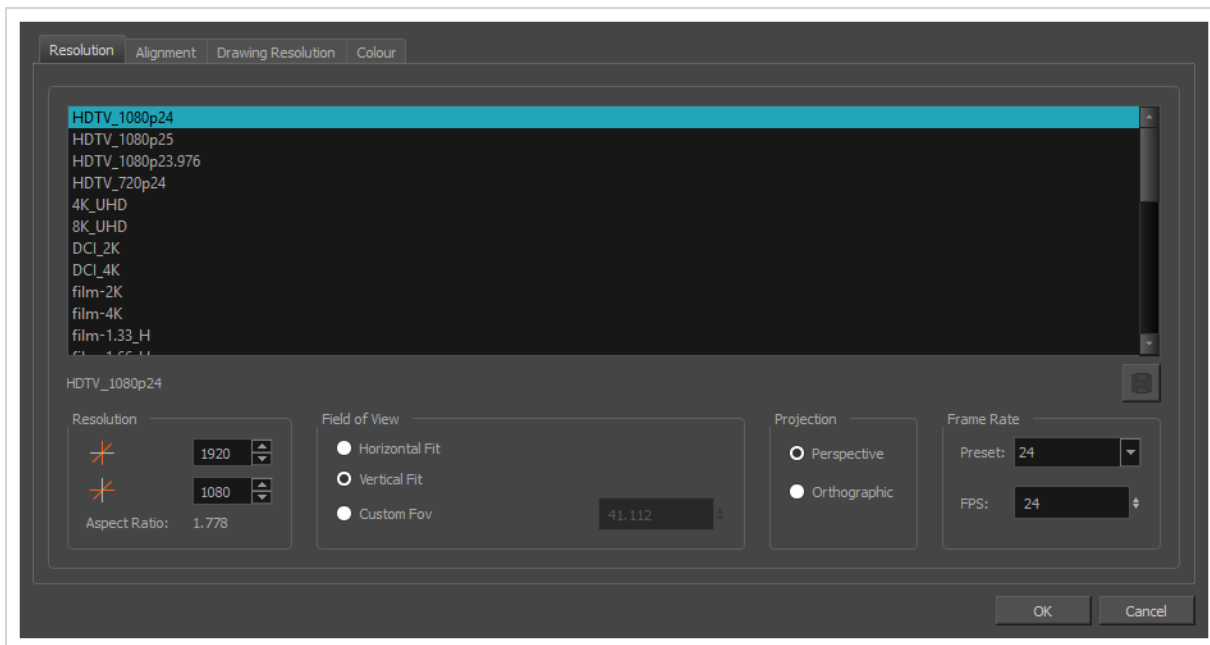 Resolution Alignment Drawing Resolution Colour
HDTV_1080p24
HDTV_1080p25
HDTV_1080p23.976
HDTV_720p24
4K_UHD
8K_UHD
DCI_2K
DCI_4K
film-2K
film-4K
film-1.33_H
HDTV_1080p24
Resolution
1920
1080
Aspect Ratio: 1.778
Field of View
Horizontal Fit
Vertical Fit
Custom Fov 41.112
Projection
Perspective
Orthographic
Frame Rate
Preset: 24
FPS: 24
OK Cancel